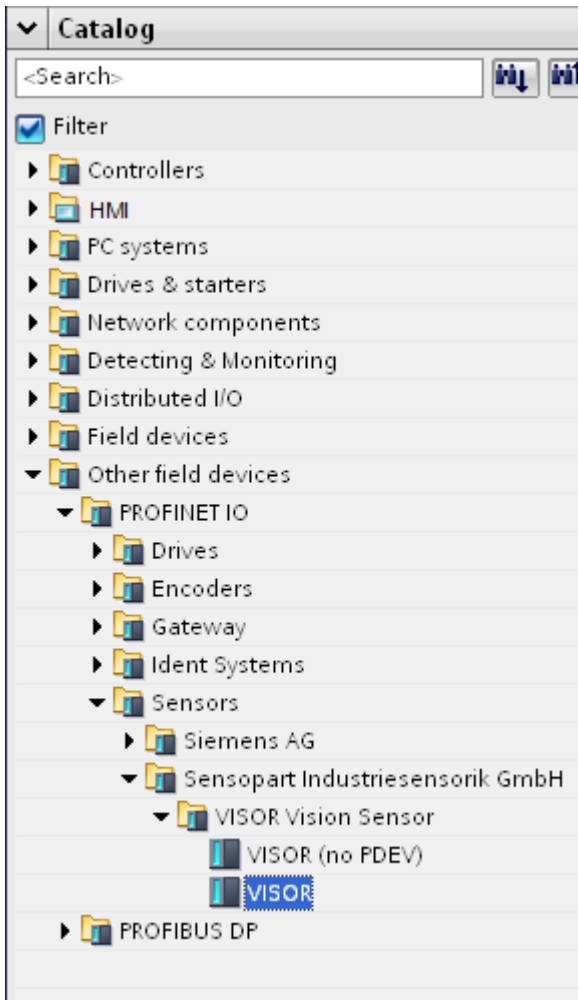 Catalog
<Search>
Filter
Controllers
HMI
PC systems
Drives & starters
Network components
Detecting & Monitoring
Distributed I/O
Field devices
Other field devices
PROFINET IO
Drives
Encoders
Gateway
Ident Systems
Sensors
Siemens AG
Sensopart Industriesensorik GmbH
VISOR Vision Sensor
VISOR (no PDEV)
VISOR
PROFIBUS DP